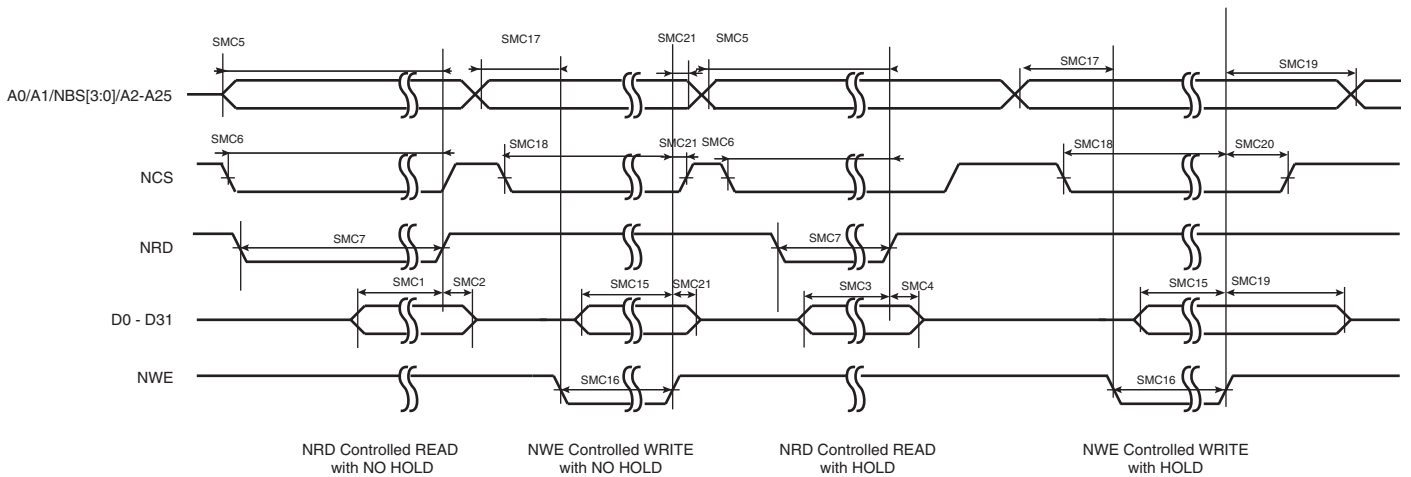 SMC5 SMC17 SMC21 SMC5 SMC17 SMC19
A0/A1/NBS[3:0]/A2-A25
SMC6 SMC18 SMC21 SMC6 SMC18 SMC20
NCS
NRD SMC7 SMC7
SMC1 SMC2 SMC15 SMC21 SMC3 SMC4 SMC15 SMC19
D0 - D31
NWE SMC16 SMC16
NRD Controlled READ
with NO HOLD
NWE Controlled WRITE
with NO HOLD
NRD Controlled READ
with HOLD
NWE Controlled WRITE
with HOLD